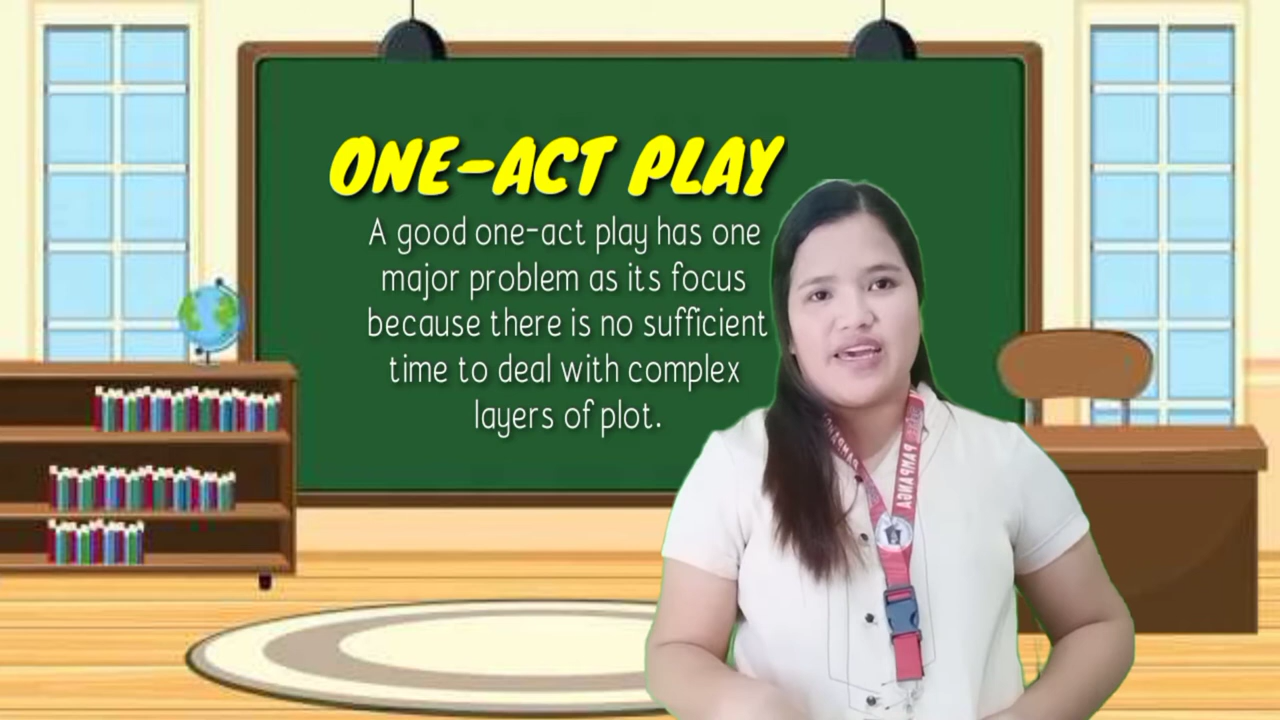 ONE-ACT PLAY
A good one-act play has one
major problem as its focus
because there is no sufficient
time to deal with complex
layers of plot.
PAMPANGA